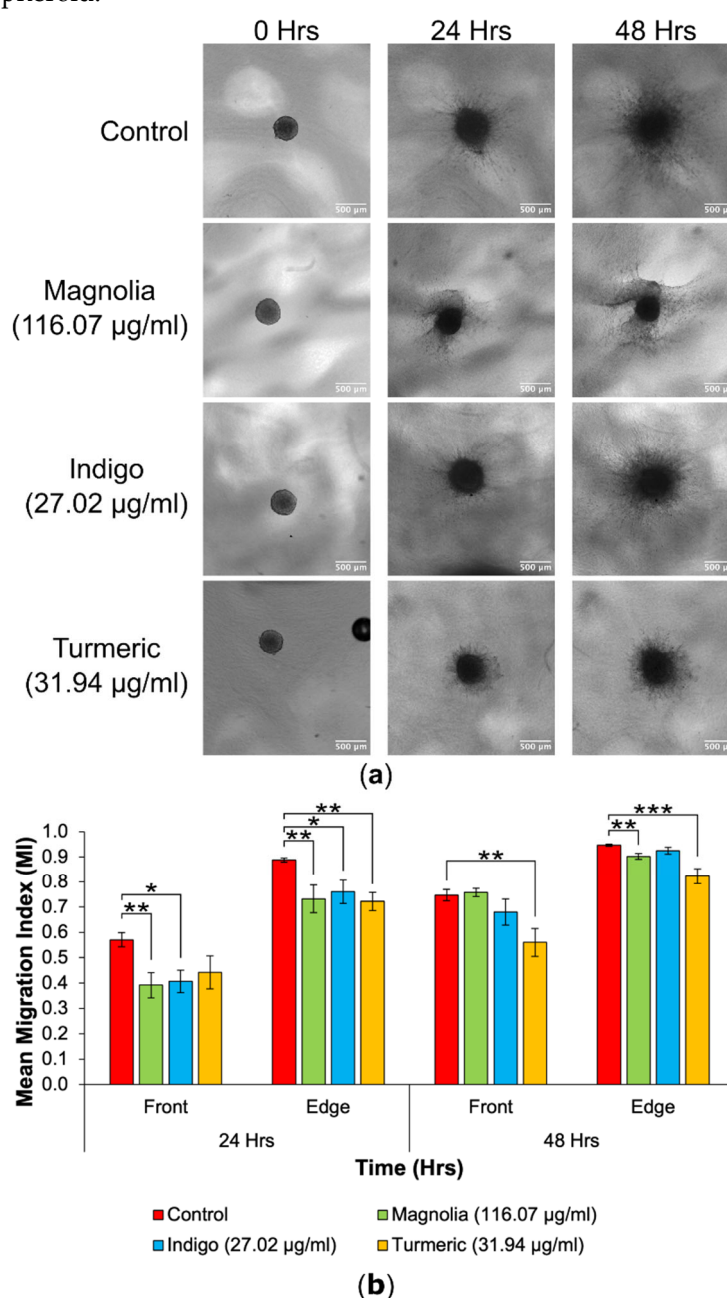 pheroid.
0 Hrs 24 Hrs 48 Hrs
Control
500 µm 500 µm 500 µm
Magnolia
(116.07 µg/ml)
500 µm 500 µm 500 µm
Indigo
(27.02 µg/ml)
500 µm 500 µm 500 µm
Turmeric
(31.94 µg/ml)
500 µm 500 µm 500 µm
(a)
Mean Migration Index (MI)
1.0
0.9
0.8
0.7
0.6
0.5
0.4
0.3
0.2
0.1
0.0
** *
** * **
**
** ***
Front Edge Front Edge
24 Hrs 48 Hrs
Time (Hrs)
Control Magnolia (116.07 µg/ml)
Indigo (27.02 µg/ml) Turmeric (31.94 µg/ml)
(b)